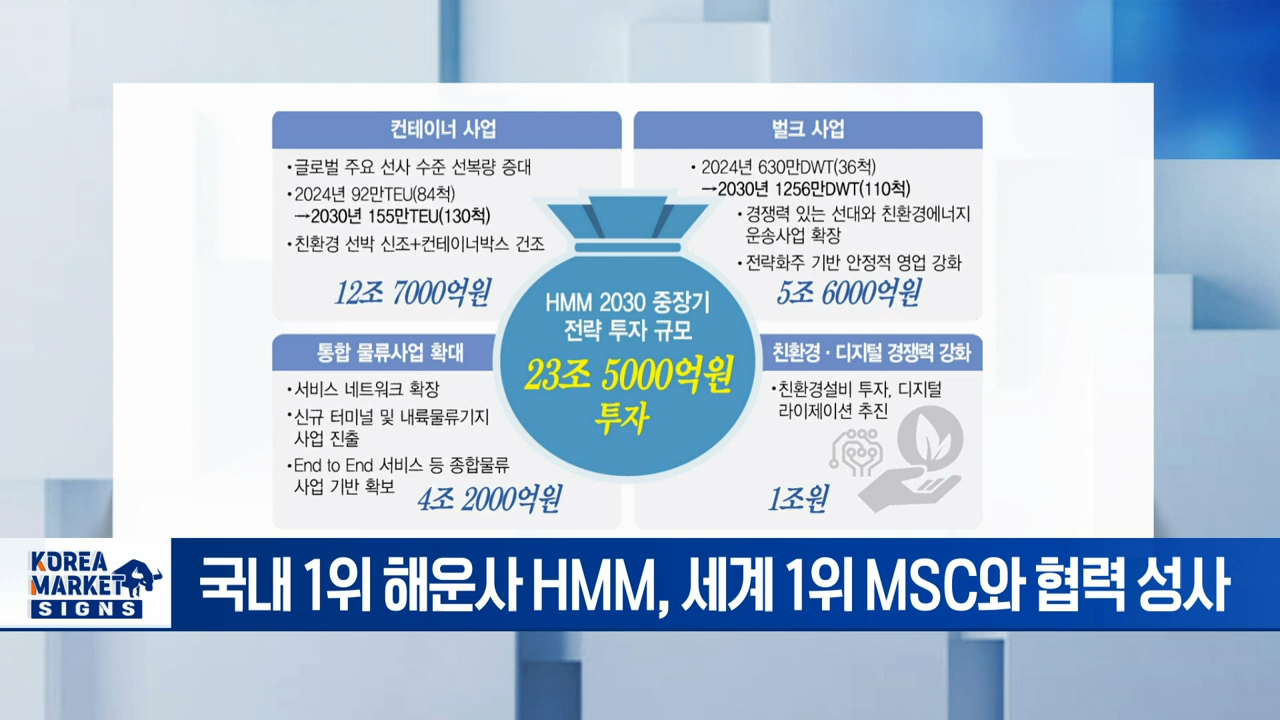 컨테이너 사업
•글로벌 주요 선사 수준 선복량 증대
•2024년 92만TEU(84척)
→2030년 155만TEU(130척)
•친환경 선박 신조+컨테이너박스 건조
12조 7000억원
벌크 사업
• 2024년 630만DWT(36척)
→2030년 1256만DWT(110척)
•경쟁력 있는 선대와 친환경에너지
운송사업 확장
•전략화주 기반 안정적 영업 강화
5조 6000억원
HMM 2030 중장기
전략 투자 규모
23조 5000억원
투자
통합 물류사업 확대
•서비스 네트워크 확장
•신규 터미널 및 내륙물류기지
사업 진출
•End to End 서비스 등 종합물류
사업 기반 확보
4조 2000억원
친환경·디지털 경쟁력 강화
•친환경설비 투자, 디지털
라이제이션 추진
1조원
KOREA
MARKET
SIGNS
국내 1위 해운사 HMM, 세계 1위 MSC와 협력 성사